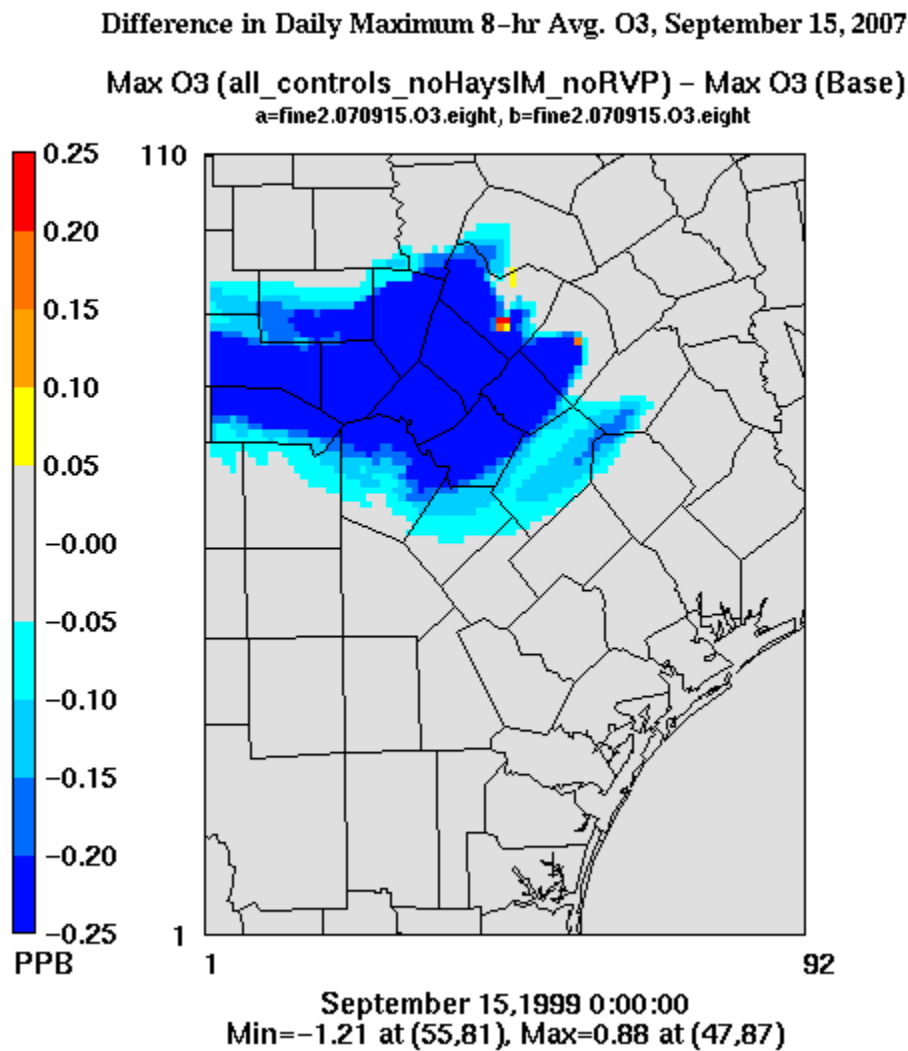 Difference in Daily Maximum 8-hr Avg. O3, September 15, 2007
Max O3 (all_controls_noHaysIM_noRVP) – Max O3 (Base)
a=fine2.070915.O3.eight, b=fine2.070915.O3.eight
0.25
0.20
0.15
0.10
0.05
−0.00
−0.05
−0.10
−0.15
−0.20
−0.25
PPB
110
1
1
92
September 15,1999 0:00:00
Min=−1.21 at (55,81), Max=0.88 at (47,87)